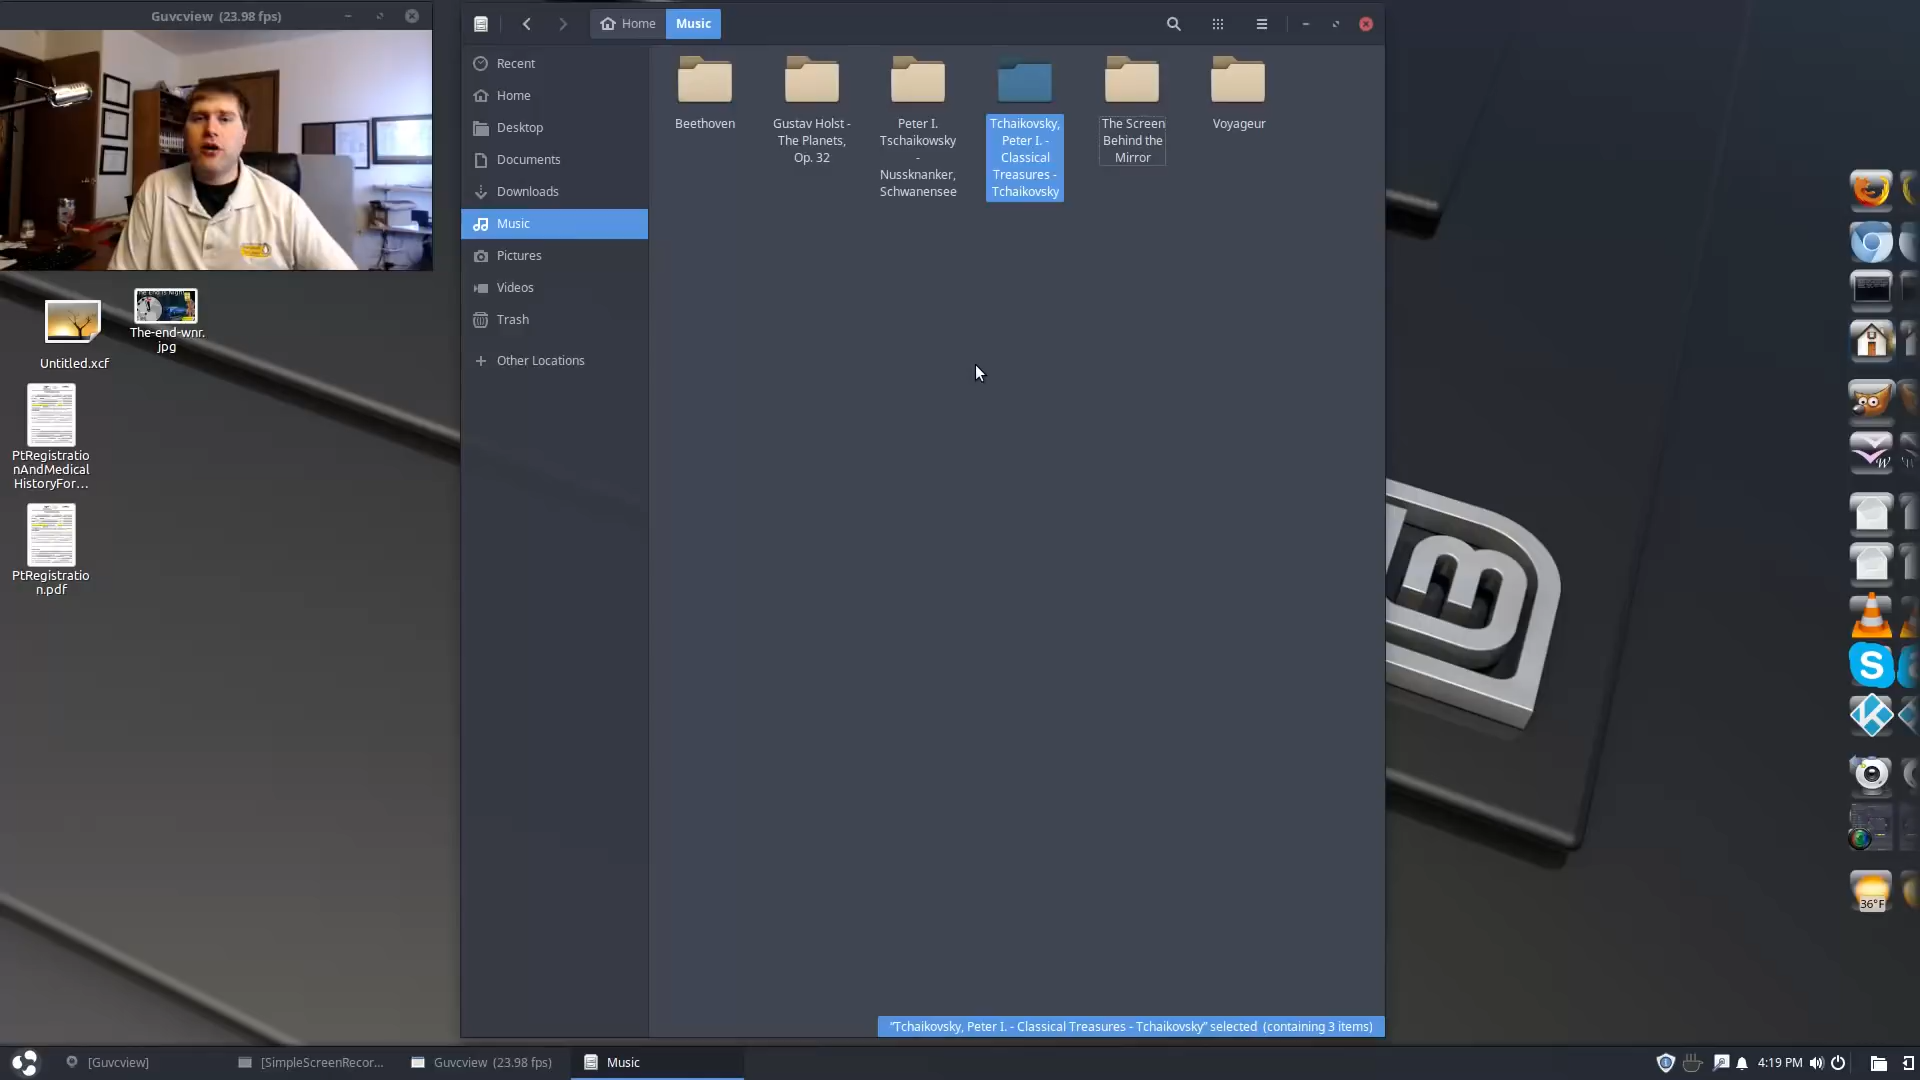 Guvcview (23.98 fps)
Home
Music
Recent
Home
Desktop
Documents
Downloads
Music
Pictures
Videos
Trash
Other Locations
Beethoven
Gustav Holst -
The Planets,
Op. 32
Peter I.
Tschaikowsky
-
Nussknanker,
Schwanensee
Tchaikovsky,
Peter I. -
Classical
Treasures -
Tchaikovsky
The Screen
Behind the
Mirror
Voyageur
Untitled.xcf
The-end-wnr.
jpg
PtRegistratio
nAndMedical
HistoryFor...
PtRegistratio
n.pdf
36°F
"Tchaikovsky, Peter I. - Classical Treasures - Tchaikovsky" selected (containing 3 items)
[Guvcview]
[SimpleScreenRecor...
Guvcview (23.98 fps)
Music
4:19 PM